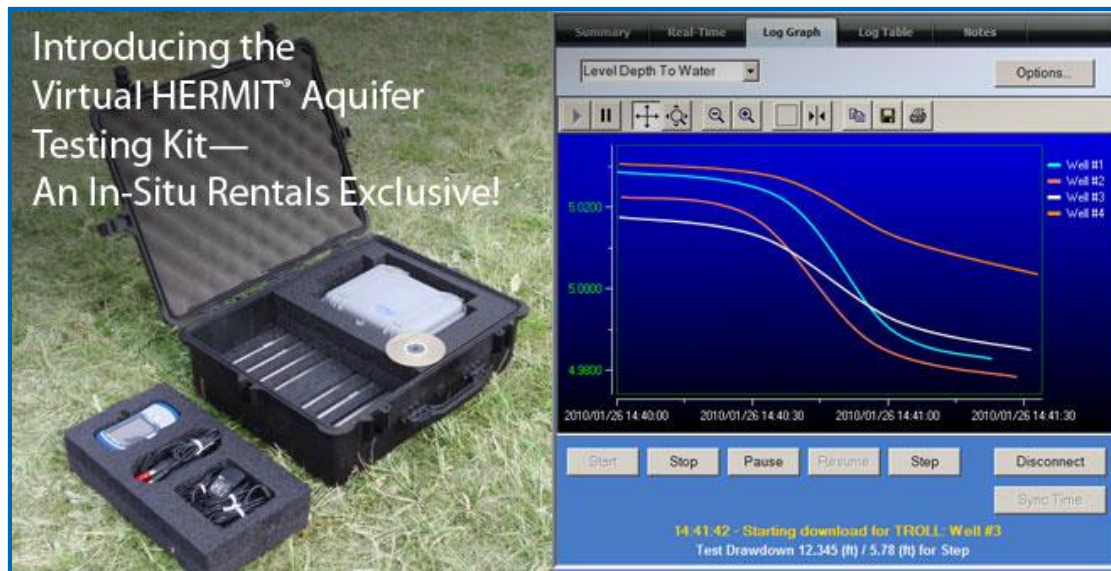 Introducing the
Virtual HERMIT® Aquifer
Testing Kit—
An In-Situ Rentals Exclusive!
Summary
Real-Time
Log Graph
Log Table
Notes
Level Depth To Water
Options...
Well #1
Well #2
Well #3
Well #4
5.0200
5.0000
4.9800
2010/01/26 14:40:00
2010/01/26 14:40:30
2010/01/26 14:41:00
2010/01/26 14:41:30
Start
Stop
Pause
Resume
Step
Disconnect
Sync Time
14:41:42 - Starting download for TROLL: Well #3
Test Drawdown 12.345 (ft) / 5.78 (ft) for Step